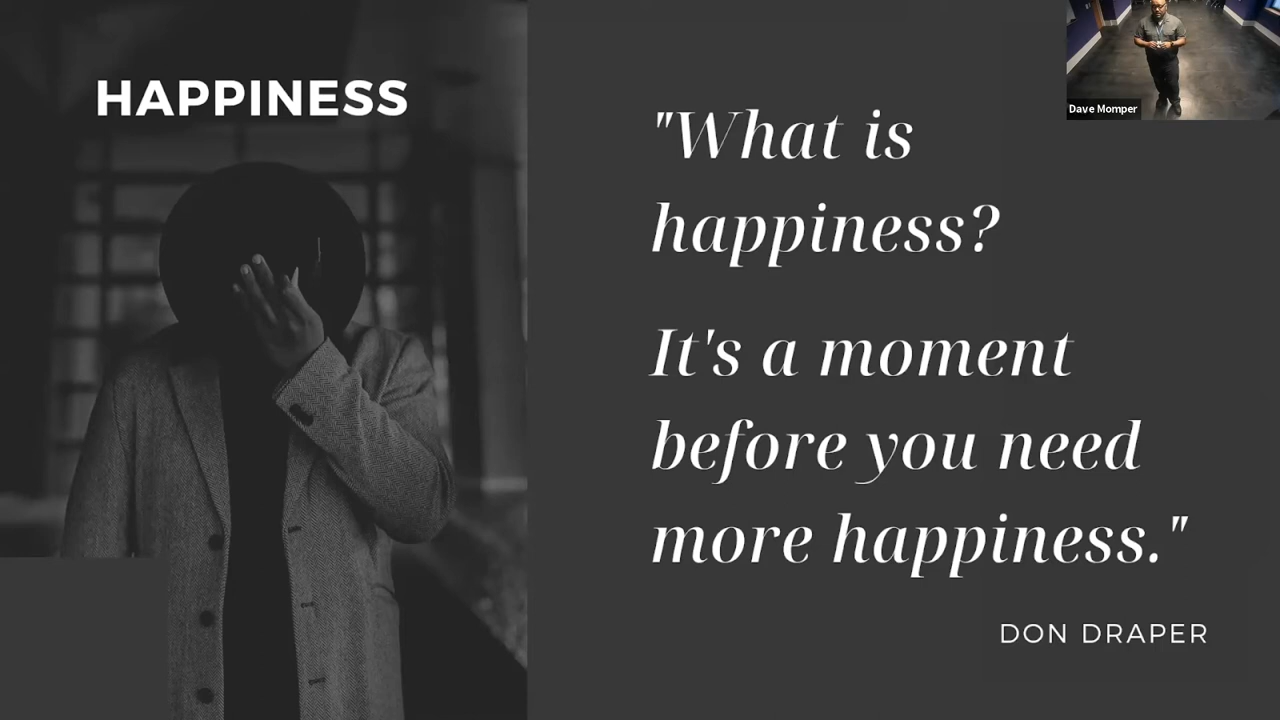 HAPPINESS
"What is
happiness?
It's a moment
before you need
more happiness."
DON DRAPER
Dave Momper